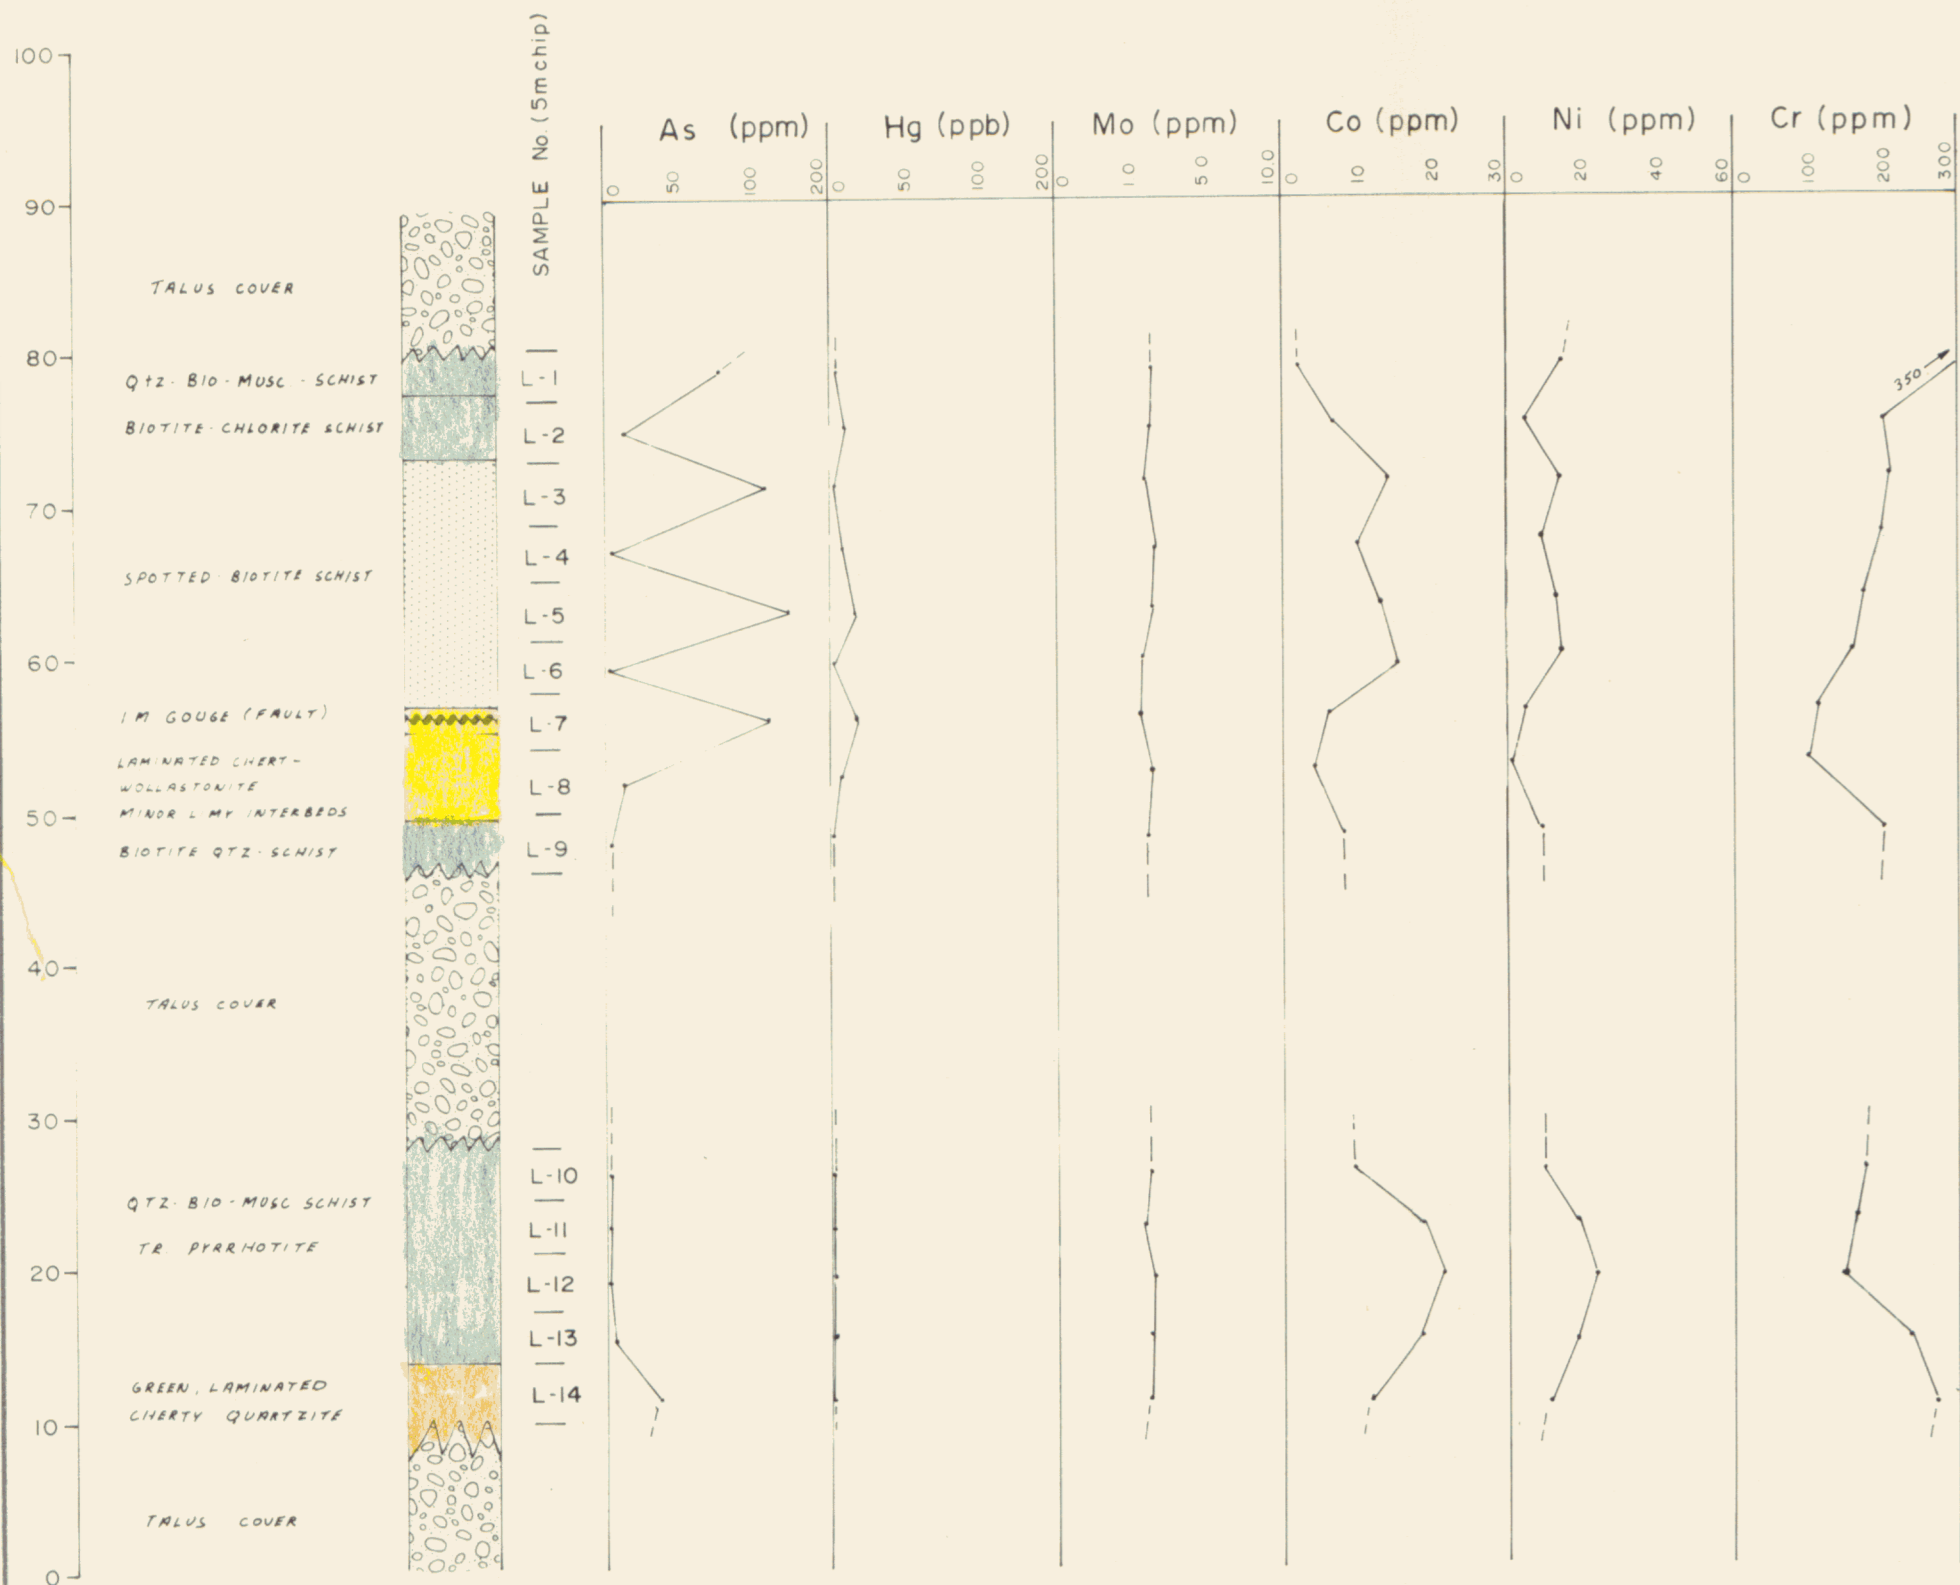 SAMPLE No. (5m chip)
As (ppm) Hg (ppb) Mo (ppm) Co (ppm) Ni (ppm) Cr (ppm)
0 50 100 200 0 50 100 200 0 10 50 10.0 0 10 20 30 0 20 40 60 0 100 200 300
100
90
TALUS COVER
80
QTZ-BIO-MUSC-SCHIST L-1
350
BIOTITE-CHLORITE SCHIST L-2
L-3
70
L-4
SPOTTED BIOTITE SCHIST
L-5
60
L-6
1 M GOUGE (FAULT) L-7
LAMINATED CHERT-
WOLLASTONITE L-8
MINOR L MY INTERBEDS
50
BIOTITE QTZ-SCHIST L-9
40
TALUS COVER
30
L-10
QTZ-BIO-MUSC SCHIST
L-11
TR. PYRRHOTITE
20
L-12
L-13
GREEN, LAMINATED L-14
CHERTY QUARTZITE
10
TALUS COVER
0